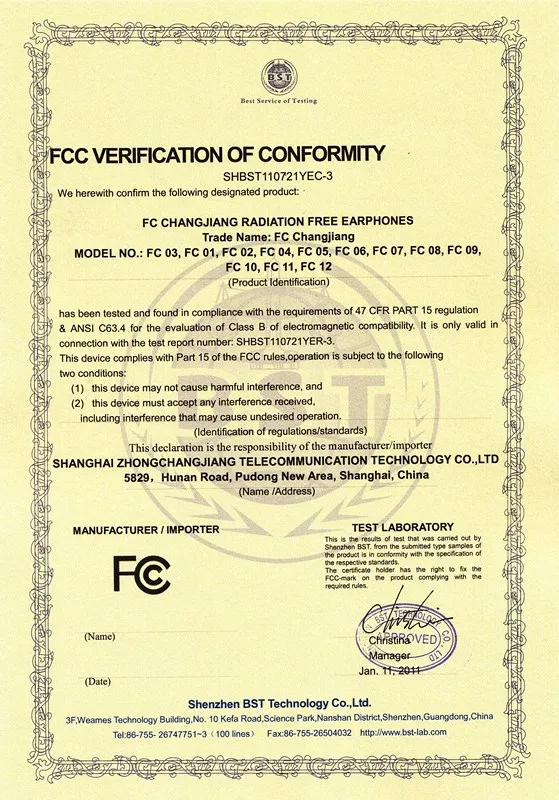 BST
Best Service of Testing
FCC VERIFICATION OF CONFORMITY
SHBST110721YEC-3
We herewith confirm the following designated product:
FC CHANGJIANG RADIATION FREE EARPHONES
Trade Name: FC Changjiang
MODEL NO.: FC 03, FC 01, FC 02, FC 04, FC 05, FC 06, FC 07, FC 08, FC 09,
FC 10, FC 11, FC 12
(Product Identification)
has been tested and found in compliance with the requirements of 47 CFR PART 15 regulation
& ANSI C63.4 for the evaluation of Class B of electromagnetic compatibility. It is only valid in
connection with the test report number: SHBST110721YER-3.
This device complies with Part 15 of the FCC rules,operation is subject to the following
two conditions:
(1) this device may not cause harmful interference, and
(2) this device must accept any interference received,
including interference that may cause undesired operation.
(Identification of regulations/standards)
This declaration is the responsibility of the manufacturer/importer
SHANGHAI ZHONGCHANGJIANG TELECOMMUNICATION TECHNOLOGY CO.,LTD
5829，Hunan Road, Pudong New Area, Shanghai, China
(Name /Address)
MANUFACTURER / IMPORTER
FCC
(Name)
(Date)
TEST LABORATORY
This is the results of test that was carried out by
Shenzhen BST. from the submitted type samples of
the product is in conformity with the specification of
the respective standards.
The certificate holder has the right to fix the
FCC-mark on the product complying with the
required rules.
BST TECHNOLOGY CO., LTD
APPROVED
Christina
Manager
Jan. 11, 2011
Shenzhen BST Technology Co.,Ltd.
3F,Weames Technology Building,No. 10 Kefa Road,Science Park,Nanshan District,Shenzhen,Guangdong,China
Tel:86-755- 26747751~3（100 lines） Fax:86-755-26504032 http://www.bst-lab.com